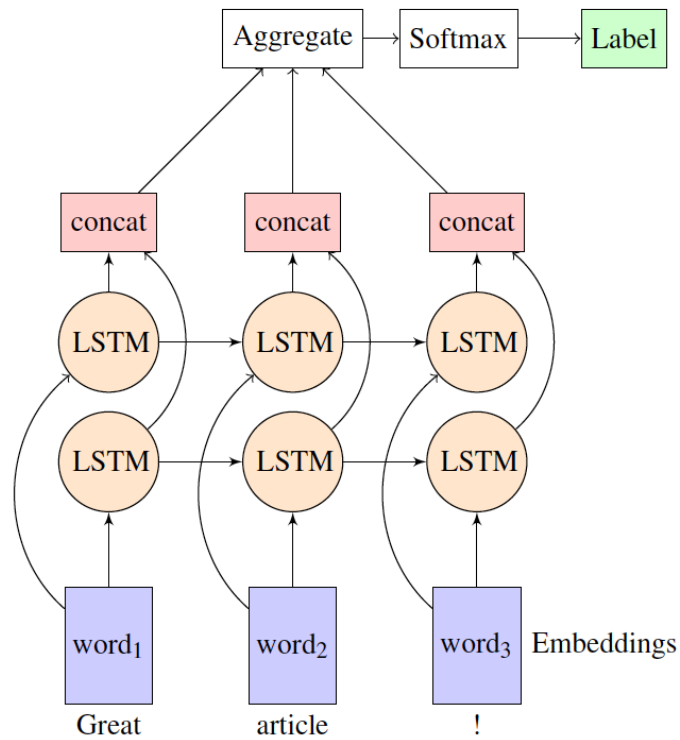 Aggregate Softmax Label
concat concat concat
LSTM LSTM LSTM
LSTM LSTM LSTM
word₁ word₂ word₃ Embeddings
Great article !